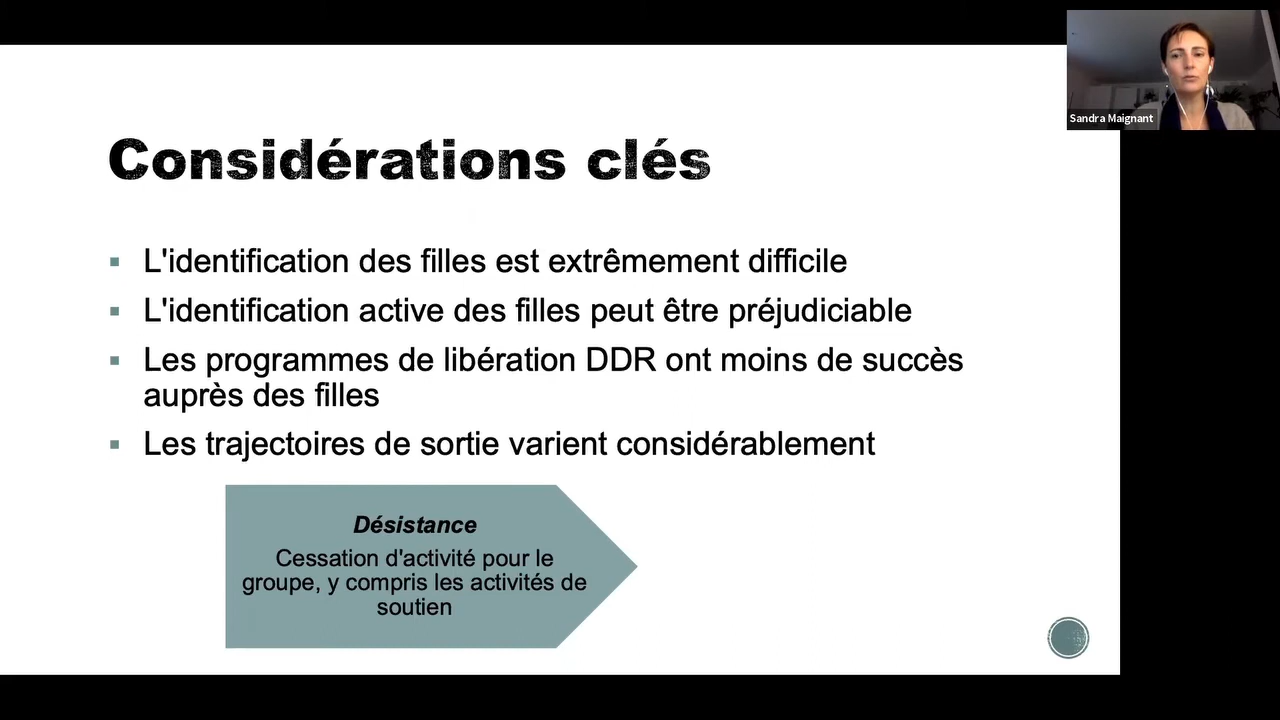 Sandra Maignant
Considérations clés
L'identification des filles est extrêmement difficile
L'identification active des filles peut être préjudiciable
Les programmes de libération DDR ont moins de succès
auprès des filles
Les trajectoires de sortie varient considérablement
Désistance
Cessation d'activité pour le
groupe, y compris les activités de
soutien